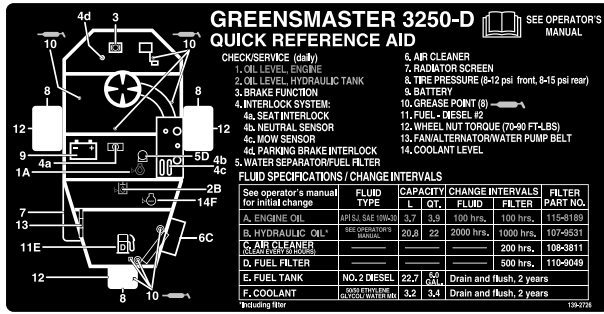 GREENSMASTER 3250-D
QUICK REFERENCE AID
SEE OPERATOR'S
MANUAL
CHECK/SERVICE (daily)
1. OIL LEVEL, ENGINE
2. OIL LEVEL, HYDRAULIC TANK
3. BRAKE FUNCTION
4. INTERLOCK SYSTEM:
4a. SEAT INTERLOCK
4b. NEUTRAL SENSOR
4c. MOW SENSOR
4d. PARKING BRAKE INTERLOCK
5. WATER SEPARATOR/FUEL FILTER
6. AIR CLEANER
7. RADIATOR SCREEN
8. TIRE PRESSURE (8-12 psi front, 8-15 psi rear)
9. BATTERY
10. GREASE POINT (8)
11. FUEL - DIESEL #2
12. WHEEL NUT TORQUE (70-90 FT-LBS)
13. FAN/ALTERNATOR/WATER PUMP BELT
14. COOLANT LEVEL
FLUID SPECIFICATIONS / CHANGE INTERVALS
See operator's manual for initial change | FLUID TYPE | CAPACITY L QT. | CHANGE INTERVALS FLUID FILTER | FILTER PART NO.
A. ENGINE OIL API SJ, SAE 10W-30 3.7 3.9 100 hrs. 100 hrs. 115-8189
B. HYDRAULIC OIL* SEE OPERATOR'S MANUAL 20.8 22 2000 hrs. 1000 hrs. 107-9531
C. AIR CLEANER (CLEAN EVERY 50 HOURS) 200 hrs. 108-3811
D. FUEL FILTER 500 hrs. 110-9049
E. FUEL TANK NO. 2 DIESEL 22.7 6.0 GAL. Drain and flush, 2 years
F. COOLANT 50/50 ETHYLENE GLYCOL/WATER MIX 3.2 3.4 Drain and flush, 2 years
*Including filter
139-2726
4d
3
10
10
8
8
12
12
9
4a
1A
5D
4b
4c
2B
14F
7
13
11E
6C
12
8
10